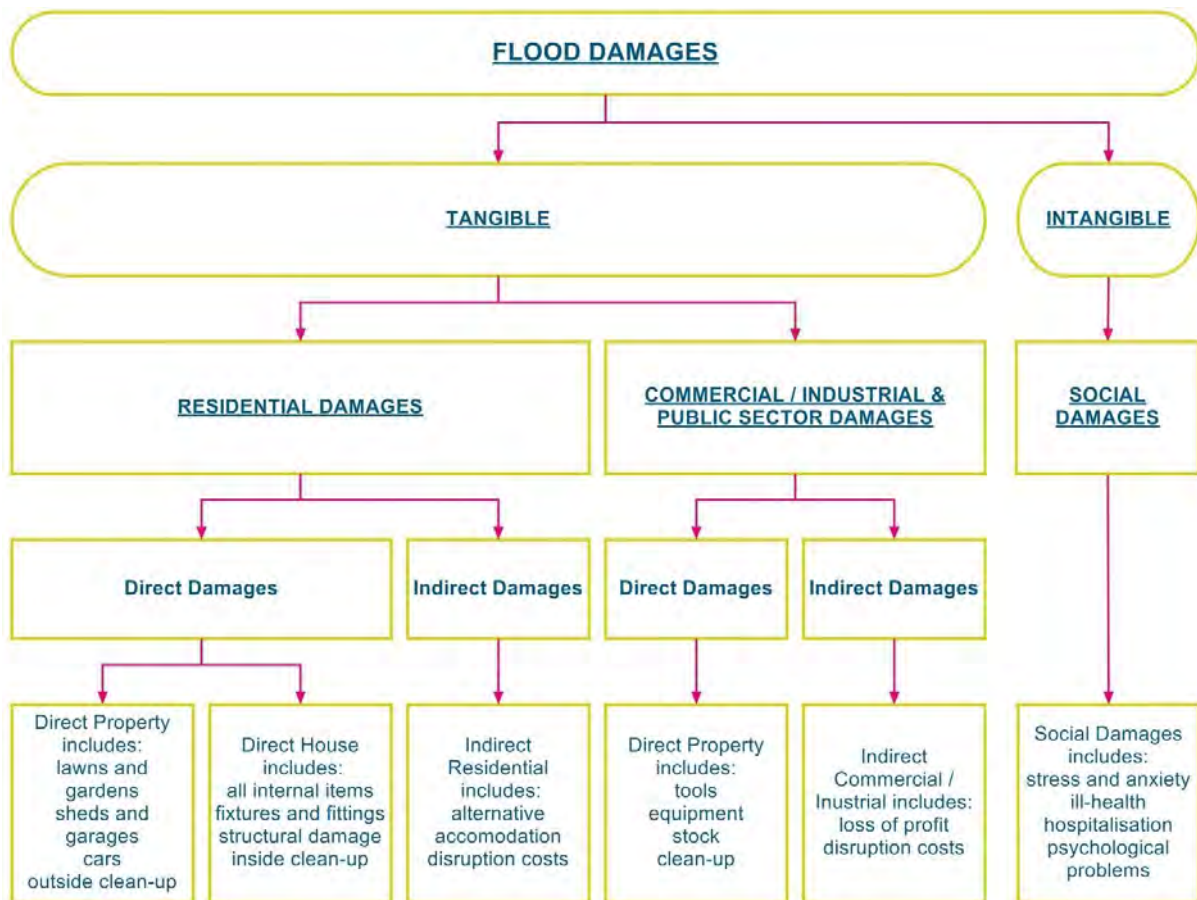 FLOOD DAMAGES
TANGIBLE
INTANGIBLE
RESIDENTIAL DAMAGES
COMMERCIAL / INDUSTRIAL &
PUBLIC SECTOR DAMAGES
SOCIAL
DAMAGES
Direct Damages
Indirect Damages
Direct Damages
Indirect Damages
Direct Property
includes:
lawns and
gardens
sheds and
garages
cars
outside clean-up
Direct House
includes:
all internal items
fixtures and fittings
structural damage
inside clean-up
Indirect
Residential
includes:
alternative
accomodation
disruption costs
Direct Property
includes:
tools
equipment
stock
clean-up
Indirect
Commercial /
Inustrial includes:
loss of profit
disruption costs
Social Damages
includes:
stress and anxiety
ill-health
hospitalisation
psychological
problems